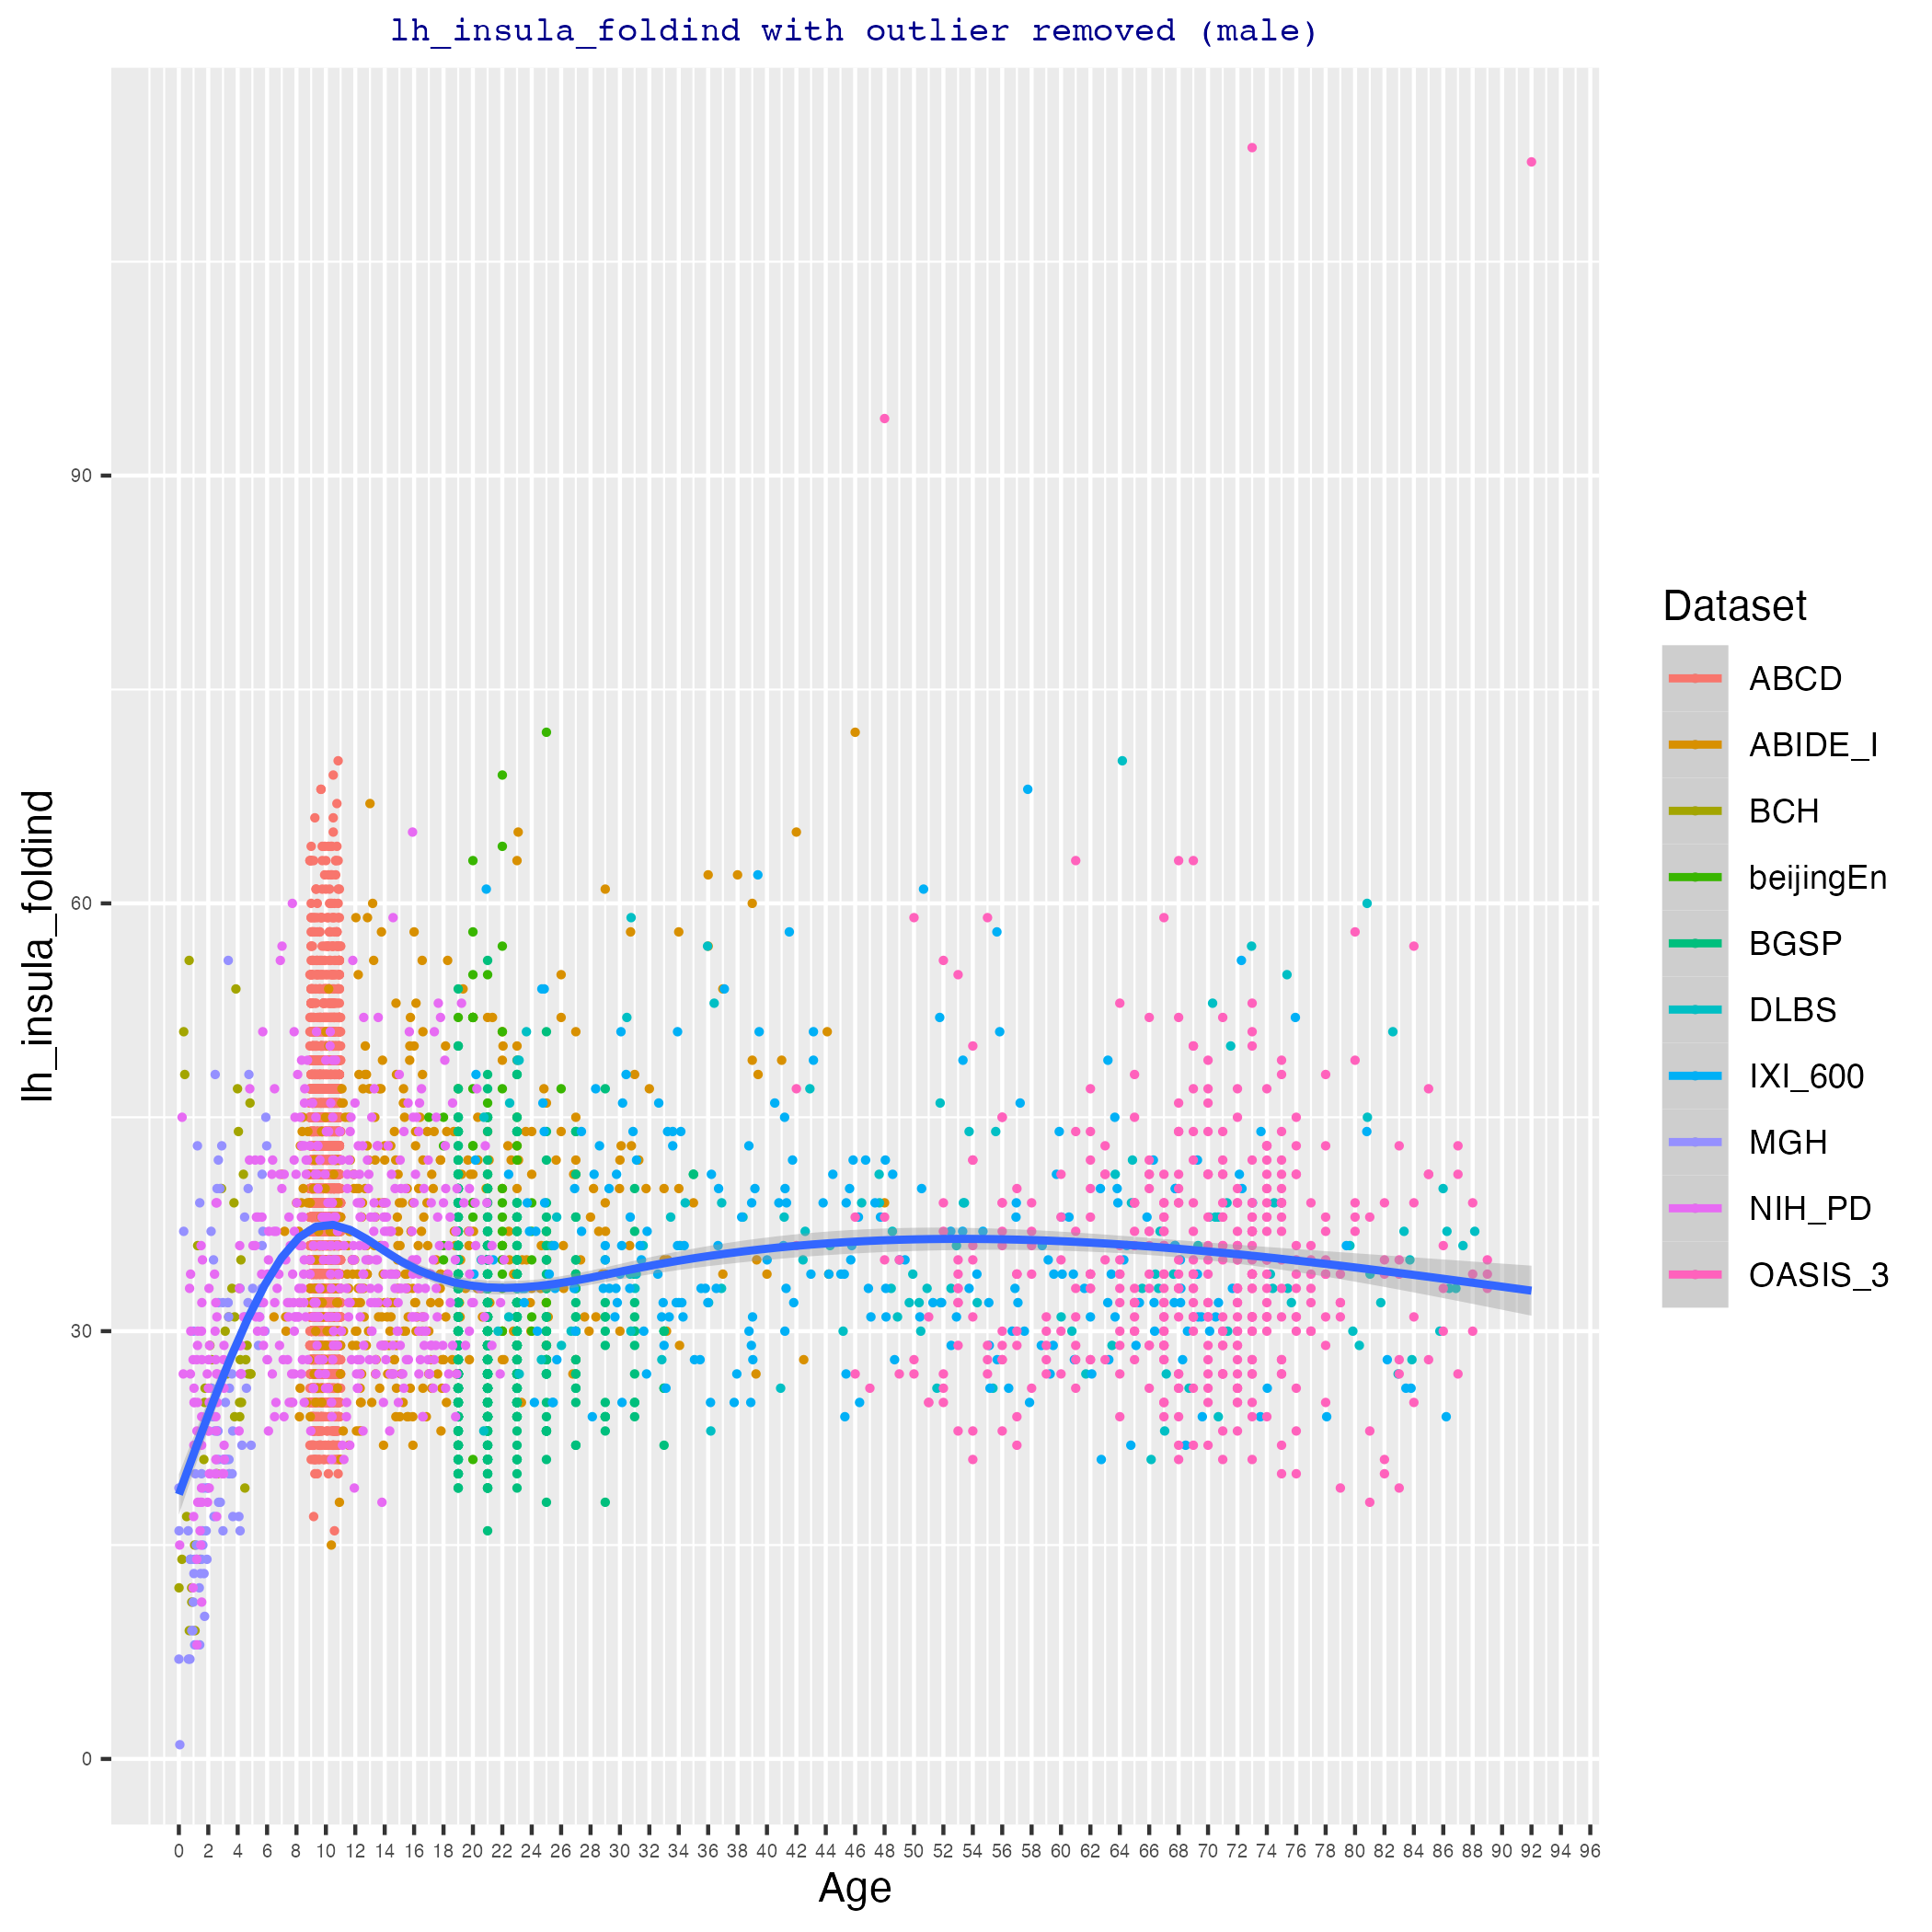 lh_insula_foldind with outlier removed (male)
lh_insula_foldind
90
60
30
0
0 2 4 6 8 10 12 14 16 18 20 22 24 26 28 30 32 34 36 38 40 42 44 46 48 50 52 54 56 58 60 62 64 66 68 70 72 74 76 78 80 82 84 86 88 90 92 94 96
Age
Dataset
ABCD
ABIDE_I
BCH
beijingEn
BGSP
DLBS
IXI_600
MGH
NIH_PD
OASIS_3